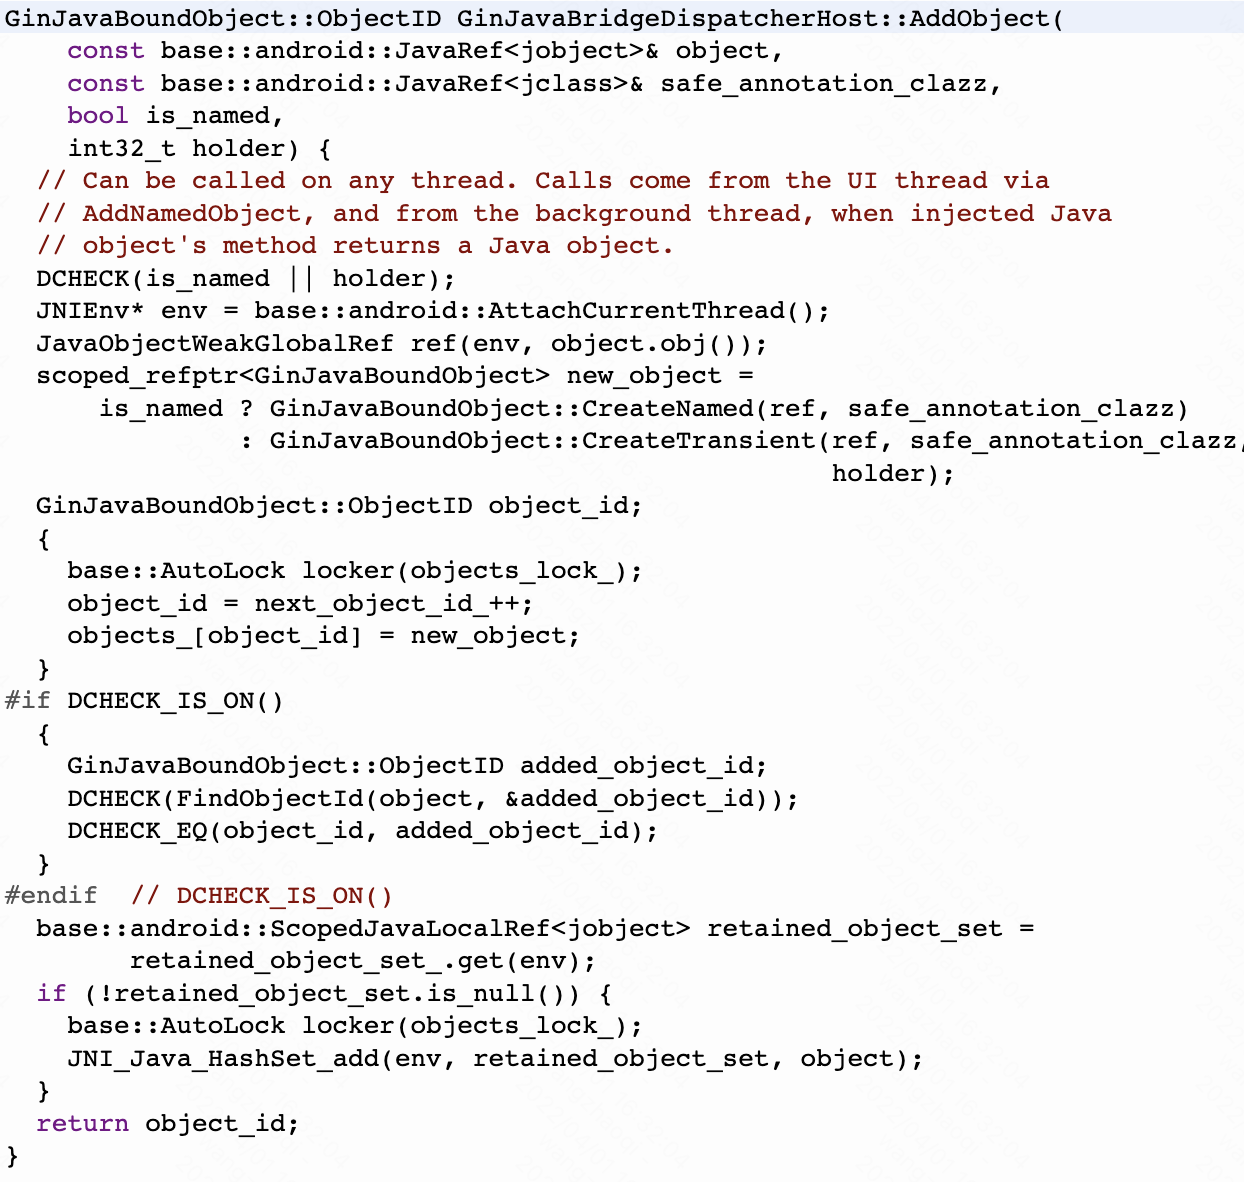 GinJavaBoundObject::ObjectID GinJavaBridgeDispatcherHost::AddObject(
    const base::android::JavaRef<jobject>& object,
    const base::android::JavaRef<jclass>& safe_annotation_clazz,
    bool is_named,
    int32_t holder) {
  // Can be called on any thread. Calls come from the UI thread via
  // AddNamedObject, and from the background thread, when injected Java
  // object's method returns a Java object.
  DCHECK(is_named || holder);
  JNIEnv* env = base::android::AttachCurrentThread();
  JavaObjectWeakGlobalRef ref(env, object.obj());
  scoped_refptr<GinJavaBoundObject> new_object =
      is_named ? GinJavaBoundObject::CreateNamed(ref, safe_annotation_clazz)
               : GinJavaBoundObject::CreateTransient(ref, safe_annotation_clazz,
                                                     holder);
  GinJavaBoundObject::ObjectID object_id;
  {
    base::AutoLock locker(objects_lock_);
    object_id = next_object_id_++;
    objects_[object_id] = new_object;
  }
#if DCHECK_IS_ON()
  {
    GinJavaBoundObject::ObjectID added_object_id;
    DCHECK(FindObjectId(object, &added_object_id));
    DCHECK_EQ(object_id, added_object_id);
  }
#endif  // DCHECK_IS_ON()
  base::android::ScopedJavaLocalRef<jobject> retained_object_set =
        retained_object_set_.get(env);
  if (!retained_object_set.is_null()) {
    base::AutoLock locker(objects_lock_);
    JNI_Java_HashSet_add(env, retained_object_set, object);
  }
  return object_id;
}